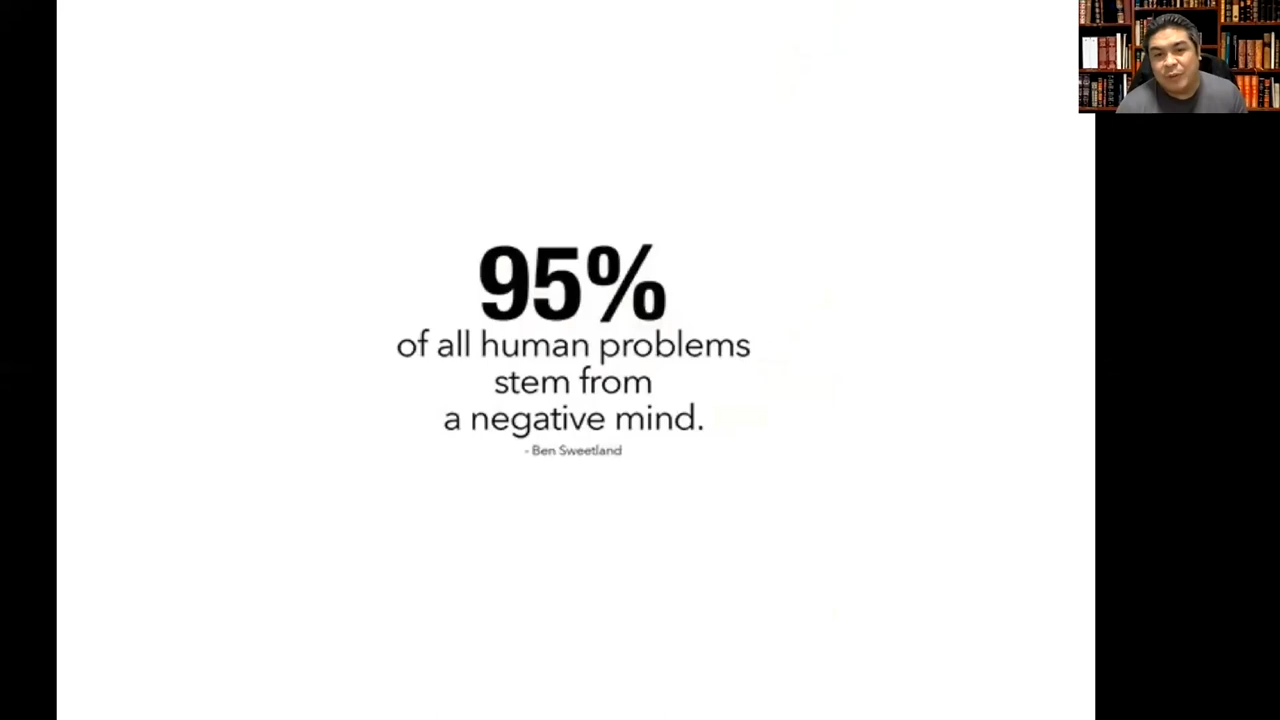 95%
of all human problems
stem from
a negative mind.
- Ben Sweetland